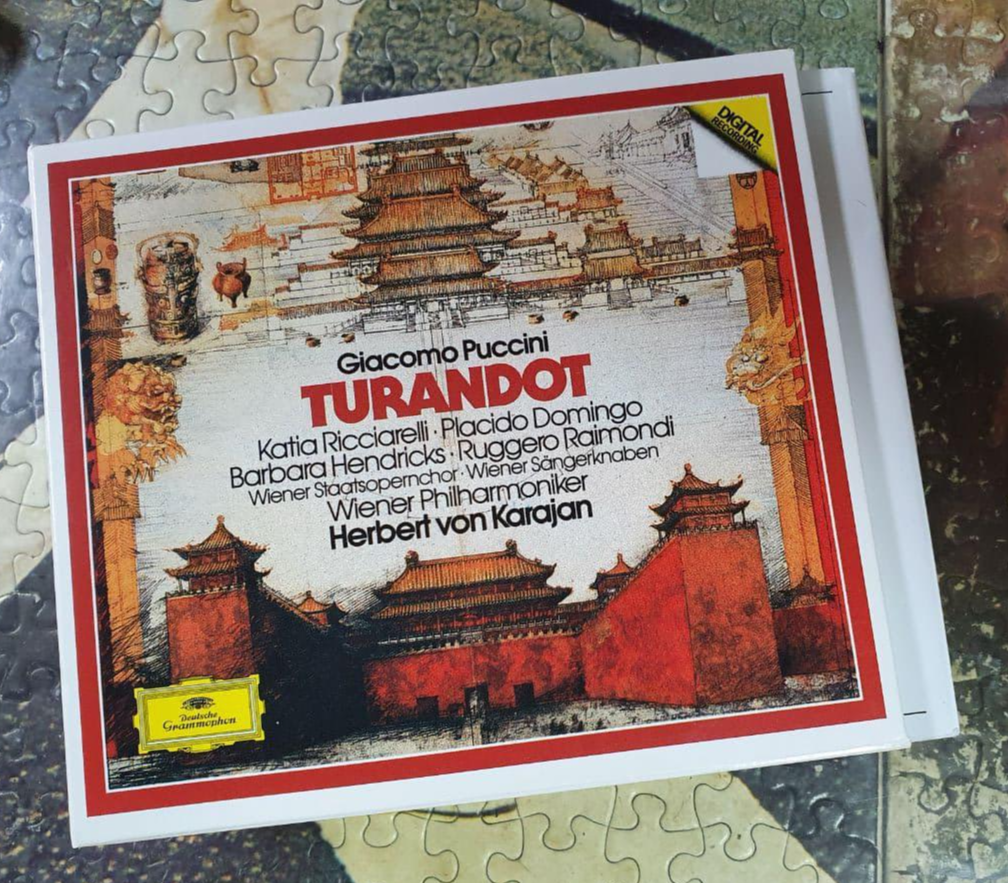 DIGITAL
RECORDING
Giacomo Puccini
TURANDOT
Katia Ricciarelli · Placido Domingo
Barbara Hendricks · Ruggero Raimondi
Wiener Staatsopernchor · Wiener Sängerknaben
Wiener Philharmoniker
Herbert von Karajan
Deutsche
Grammophon